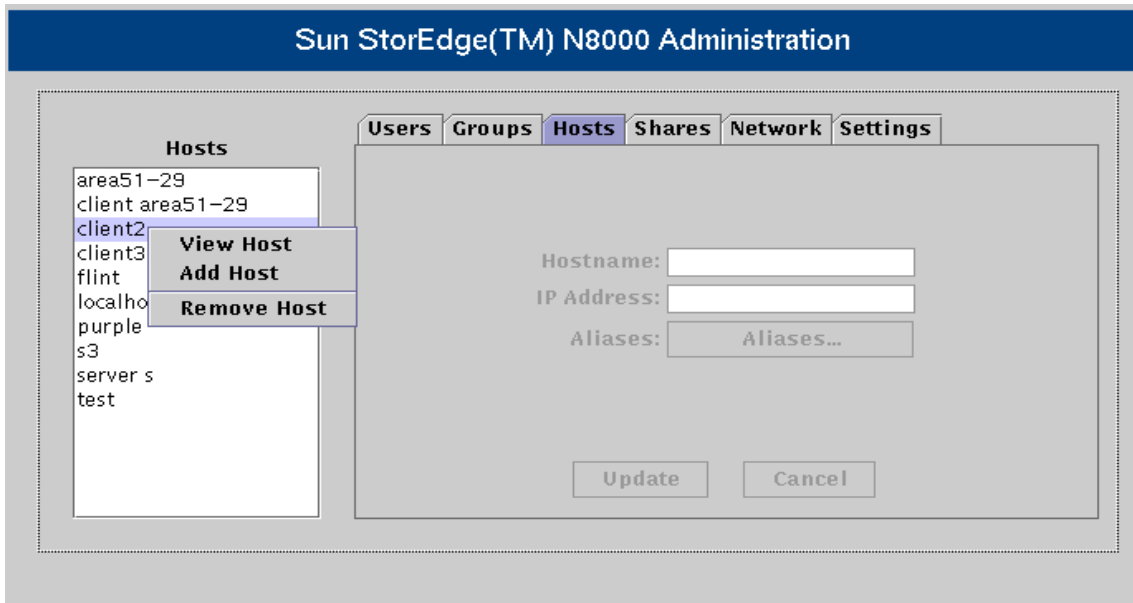 Sun StorEdge(TM) N8000 Administration
Users Groups Hosts Shares Network Settings
Hosts
area51-29
client area51-29
client2
client3
flint
localho
purple
s3
server s
test
View Host
Add Host
Remove Host
Hostname:
IP Address:
Aliases: Aliases...
Update Cancel